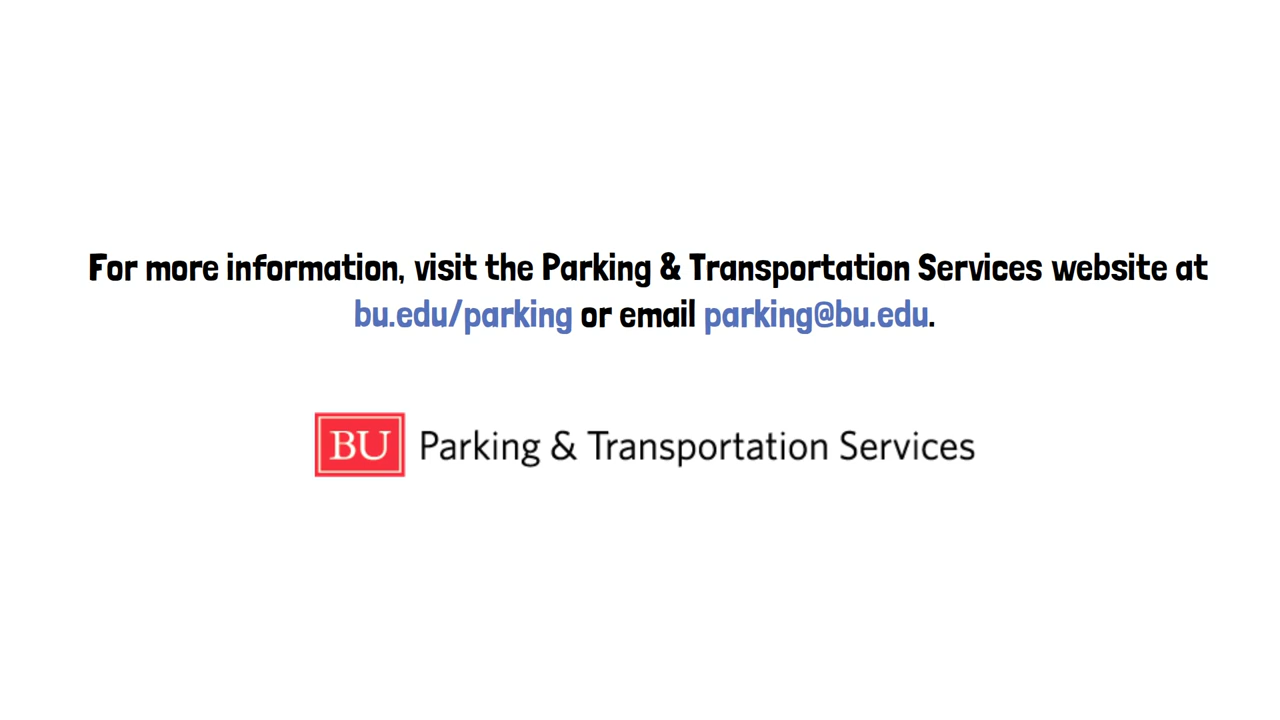 For more information, visit the Parking & Transportation Services website at
bu.edu/parking or email parking@bu.edu.
BU Parking & Transportation Services